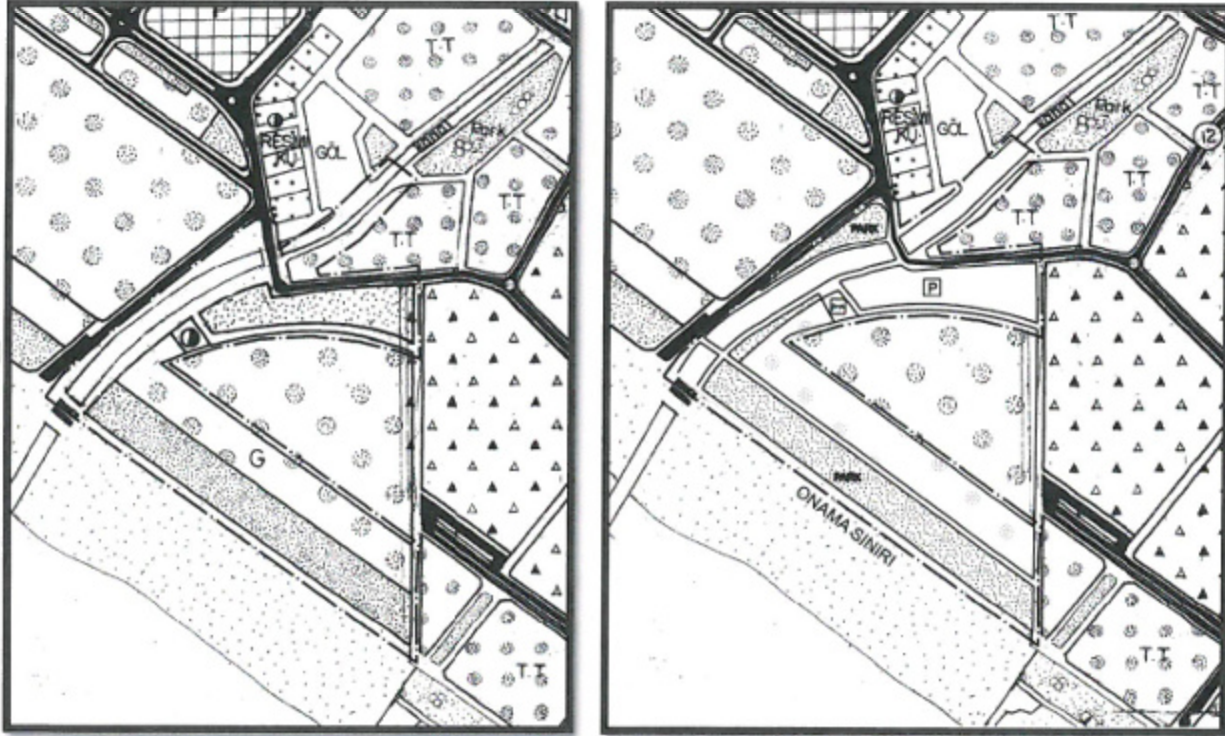 T.T
Park
RESMİ
KU
GÖL
T.T
T.T
G
T.T
T.T
Park
T.T
12
RESMİ
KU
GÖL
T.T
T.T
PARK
P
PARK
ONAMA SINIRI
T.T